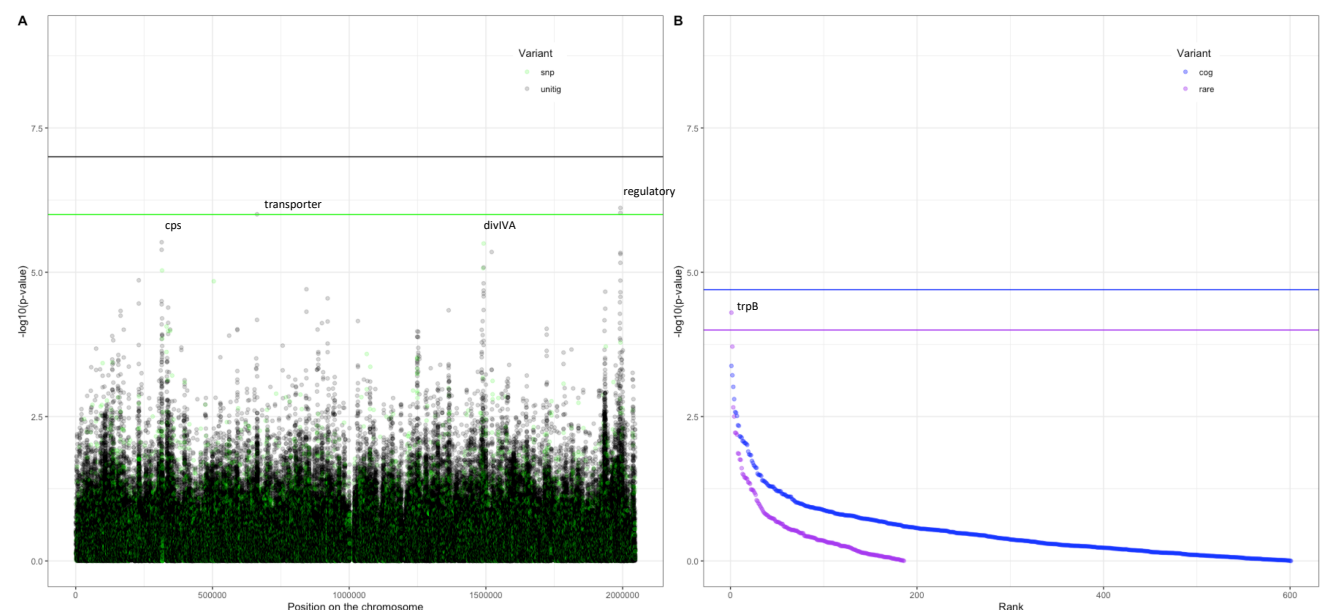 A
Variant
snp
unitig
7.5
regulatory
transporter
cps
divIVA
5.0
-log10(p-value)
2.5
0.0
0
500000
1000000
1500000
2000000
Position on the chromosome
B
Variant
cog
rare
7.5
5.0
trpB
-log10(p-value)
2.5
0.0
0
200
400
600
Rank